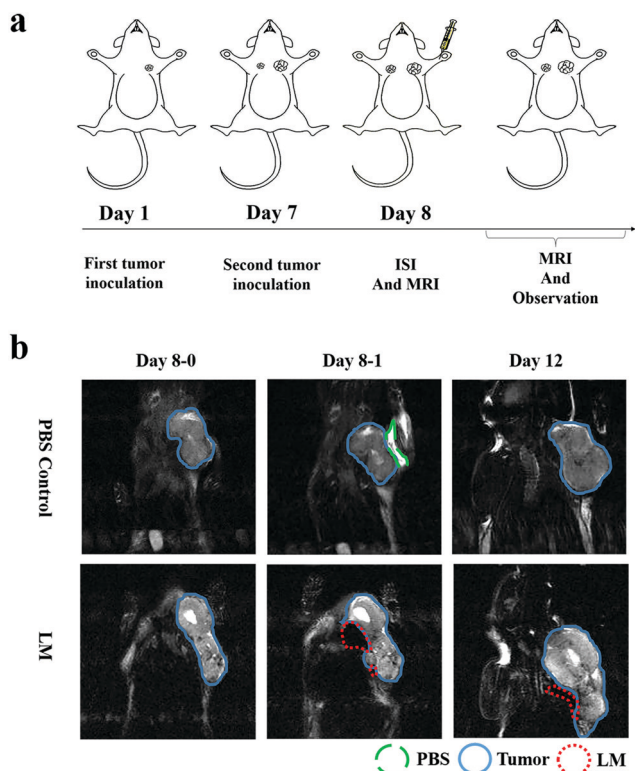 a
Day 1
Day 7
Day 8
First tumor
inoculation
Second tumor
inoculation
ISI
And MRI
MRI
And
Observation
b
Day 8-0
Day 8-1
Day 12
PBS Control
LM
PBS
Tumor
LM